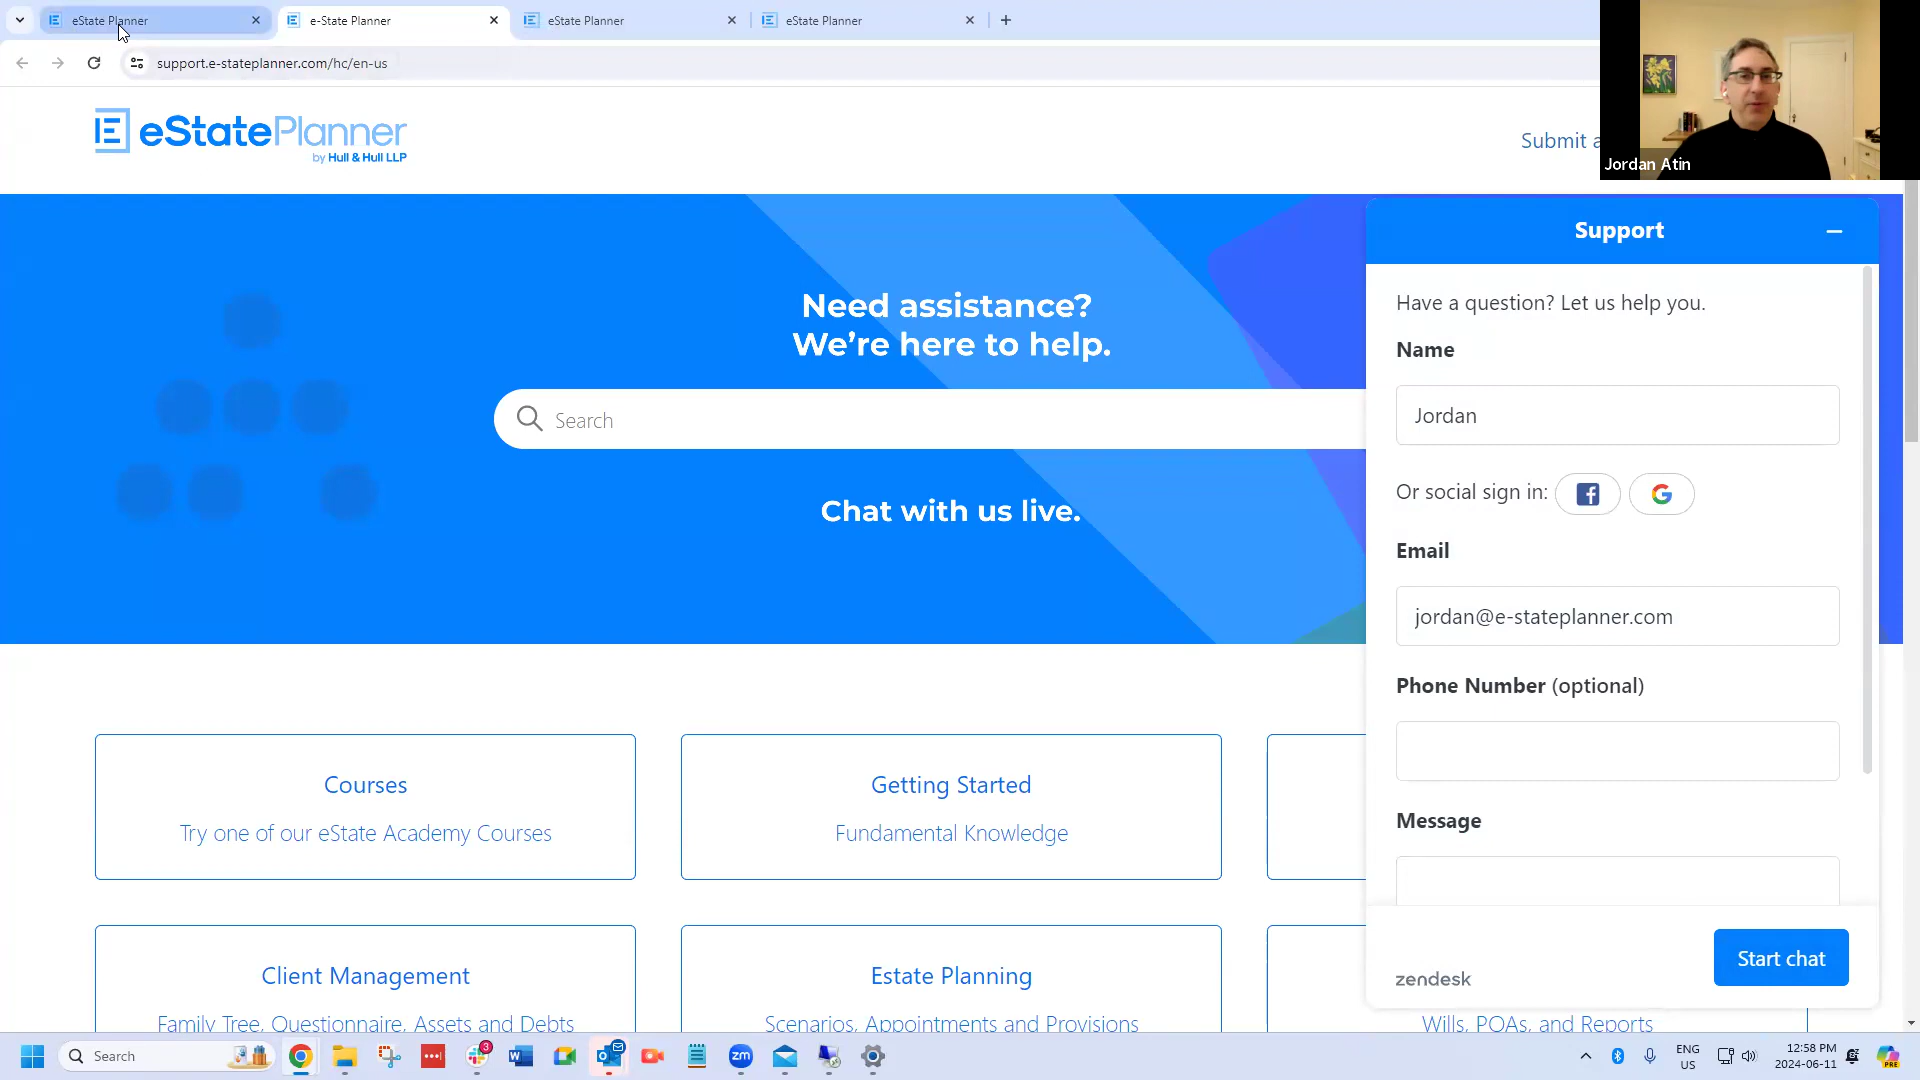 eState Planner
e-State Planner
eState Planner
eState Planner
support.e-stateplanner.com/hc/en-us
eStatePlanner
by Hull & Hull LLP
Submit a
Jordan Atin
Need assistance?
We're here to help.
Search
Chat with us live.
Support
Have a question? Let us help you.
Name
Jordan
Or social sign in:
Email
jordan@e-stateplanner.com
Phone Number (optional)
Message
Start chat
zendesk
Courses
Try one of our eState Academy Courses
Getting Started
Fundamental Knowledge
Client Management
Family Tree, Questionnaire, Assets and Debts
Estate Planning
Scenarios, Appointments and Provisions
Wills, POAs, and Reports
Search
3
zm
ENG
US
12:58 PM
2024-06-11
PRE